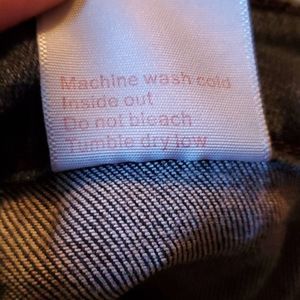 Machine wash cold
Inside out
Do not bleach
Tumble dry low